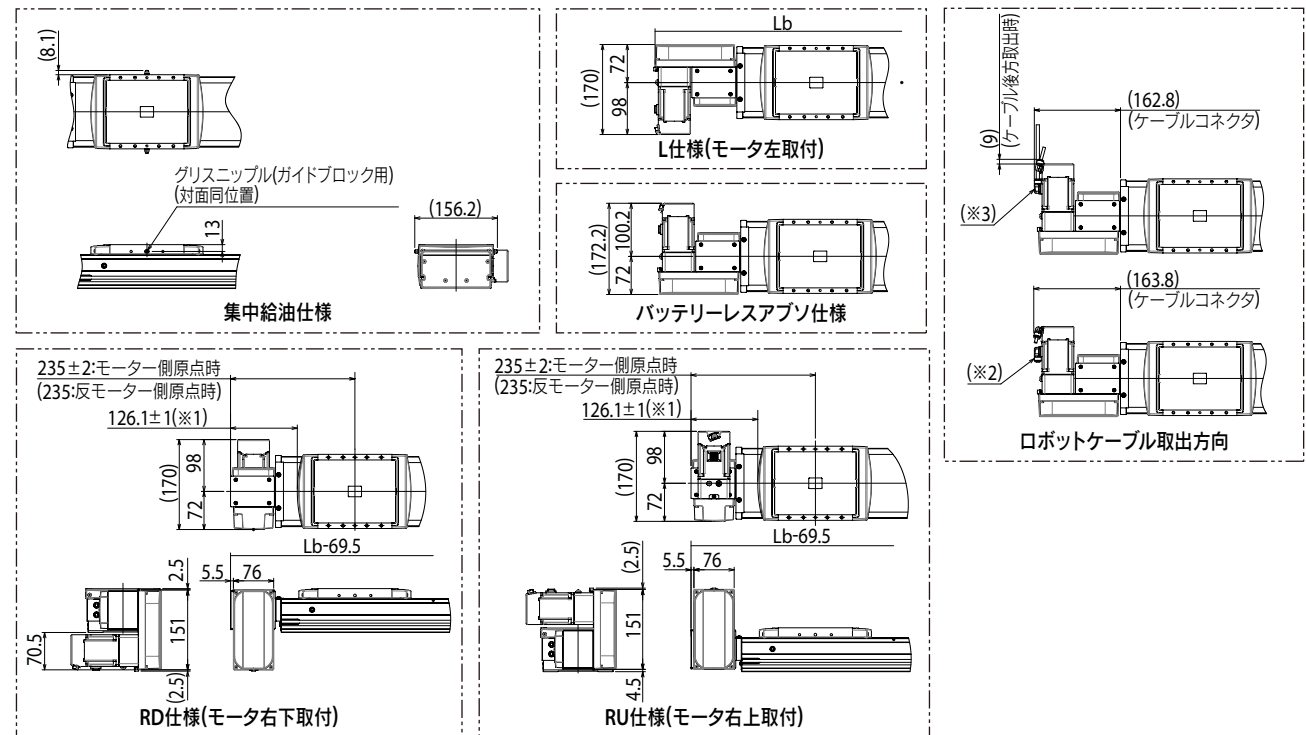 (8.1)
グリスニップル(ガイドブロック用)
(対面同位置)
13
(156.2)
集中給油仕様
Lb
(170)
72
98
L仕様(モータ左取付)
(172.2)
100.2
72
バッテリーレスアブソ仕様
(9)
(ケーブル後方取出時)
(162.8)
(ケーブルコネクタ)
(※3)
(163.8)
(ケーブルコネクタ)
(※2)
ロボットケーブル取出方向
235±2:モーター側原点時
(235:反モーター側原点時)
126.1±1(※1)
(170)
98
72
Lb-69.5
5.5
76
2.5
151
70.5
(2.5)
RD仕様(モータ右下取付)
235±2:モーター側原点時
(235:反モーター側原点時)
126.1±1(※1)
(170)
98
72
Lb-69.5
5.5
76
(2.5)
151
4.5
RU仕様(モータ右上取付)